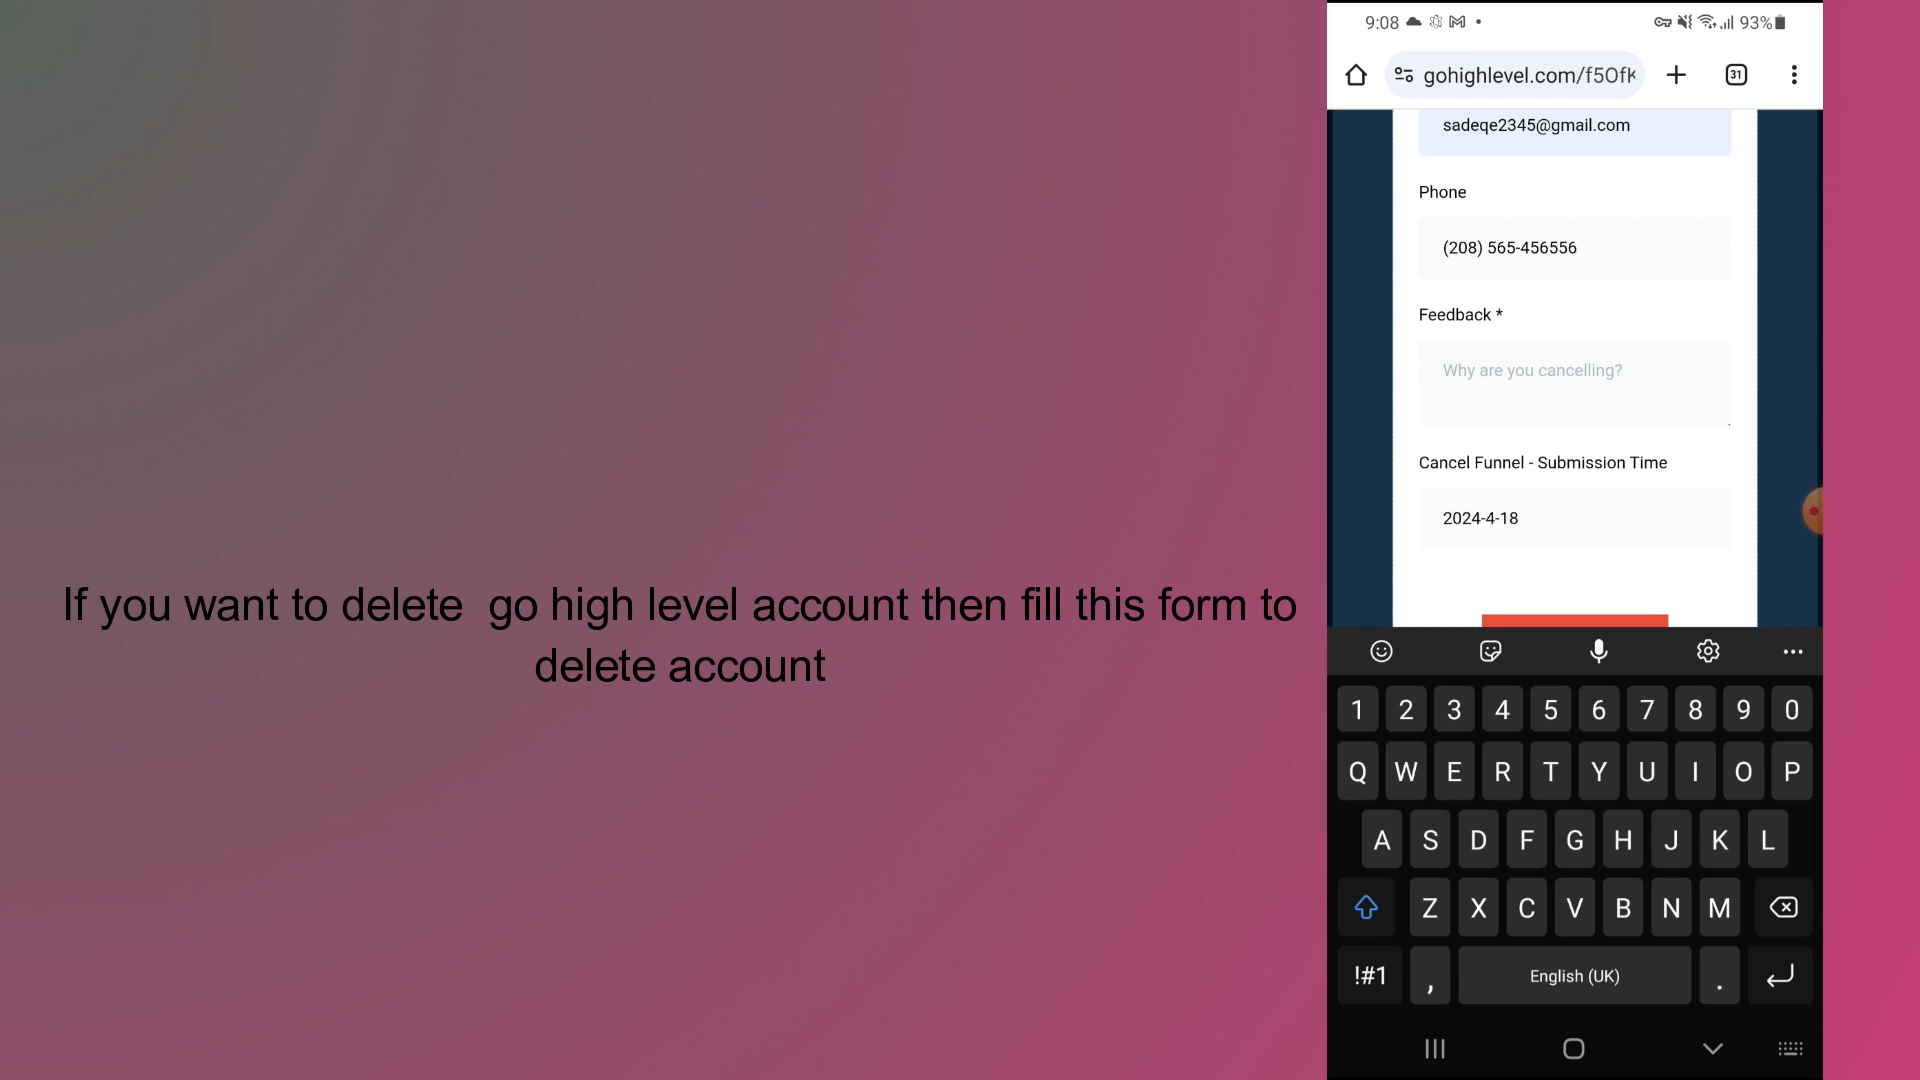 If you want to delete  go high level account then fill this form to
delete account
9:08
93%
gohighlevel.com/f5OfK
31
sadeqe2345@gmail.com
Phone
(208) 565-456556
Feedback *
Why are you cancelling?
Cancel Funnel - Submission Time
2024-4-18
1 2 3 4 5 6 7 8 9 0
Q W E R T Y U I O P
A S D F G H J K L
Z X C V B N M
!#1 , English (UK) .